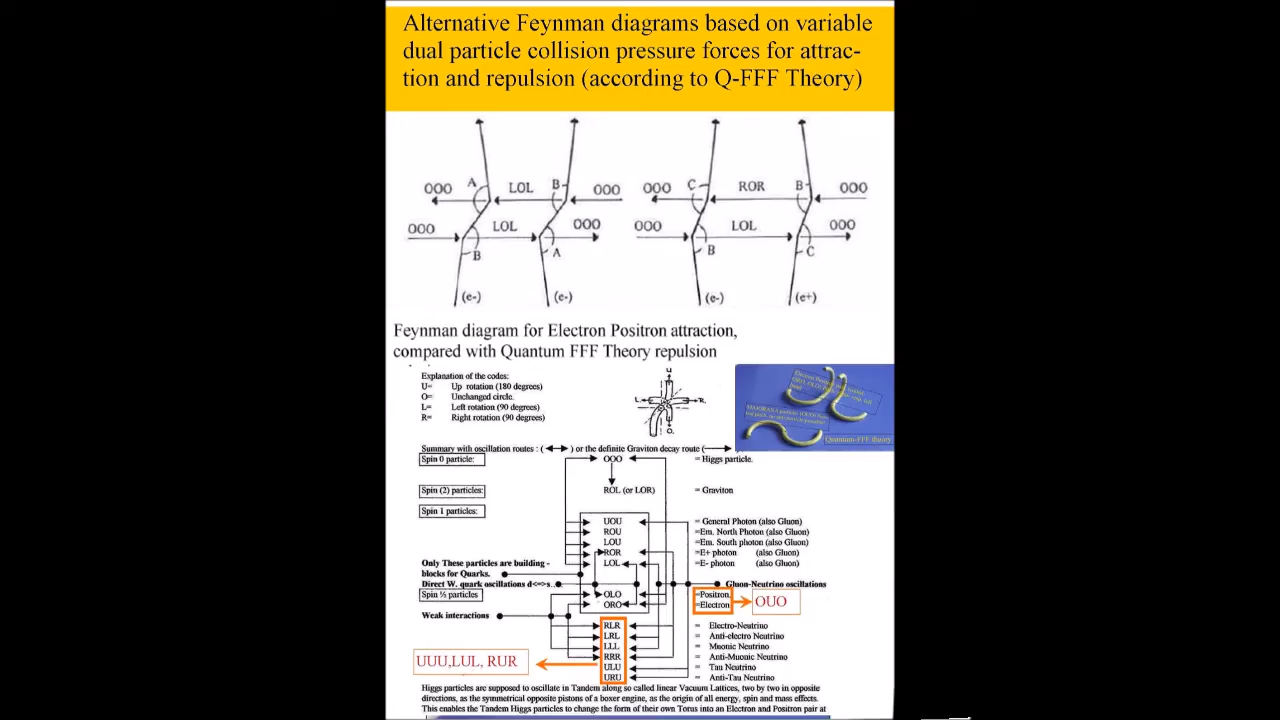 Alternative Feynman diagrams based on variable
dual particle collision pressure forces for attrac-
tion and repulsion (according to Q-FFF Theory)
OOO A LOL B OOO OOO C ROR B OOO
OOO LOL OOO OOO LOL OOO
B A B C
(e-) (e-) (e-) (e+)
Feynman diagram for Electron Positron attraction,
compared with Quantum FFF Theory repulsion
Explanation of the codes:
U= Up rotation (180 degrees)
O= Unchanged circle.
L= Left rotation (90 degrees)
R= Right rotation (90 degrees)
U
L. R.
O.
Quantum-FFF theory
Summary with oscillation routes : ( ) or the definite Graviton decay route (
Spin 0 particle: OOO = Higgs particle.
Spin (2) particles: ROL (or LOR) = Graviton
Spin 1 particles:
UOU = General Photon (also Gluon)
ROU =Em. North Photon (also Gluon)
LOU =Em. South photon (also Gluon)
ROR =E+ photon (also Gluon)
LOL =E- photon (also Gluon)
Only These particles are building -
blocks for Quarks.
Direct W. quark oscillations d<=>s.. Gluon-Neutrino oscillations
Spin ½ particles OLO =Positron,
ORO =Electron
OUO
Weak interactions
RLR = Electro-Neutrino
LRL = Anti-electro Neutrino
LLL = Muonic Neutrino
RRR = Anti-Muonic Neutrino
ULU = Tau Neutrino
URU = Anti-Tau Neutrino
UUU,LUL, RUR
Higgs particles are supposed to oscillate in Tandem along so called linear Vacuum Lattices, two by two in opposite
directions, as the symmetrical opposite pistons of a boxer engine, as the origin of all energy, spin and mass effects.
This enables the Tandem Higgs particles to change the form of their own Torus into an Electron and Positron pair at